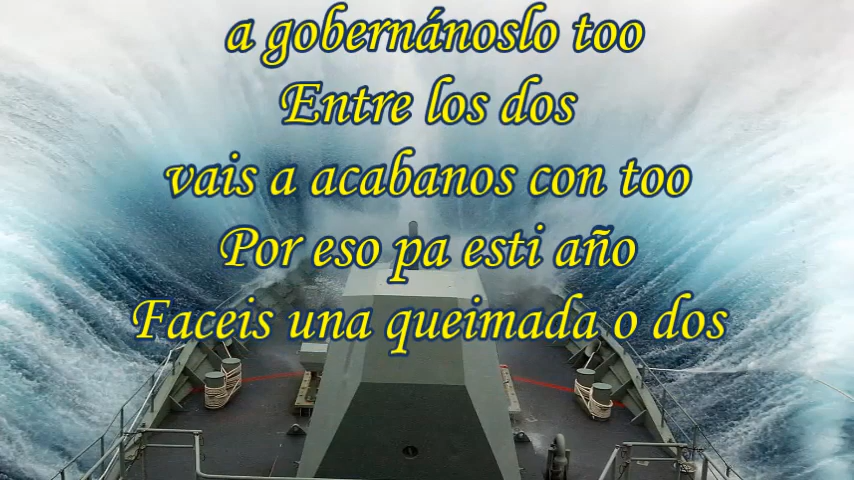 a gobernánoslo too
Entre los dos
vais a acabanos con too
Por eso pa esti año
Faceis una queimada o dos